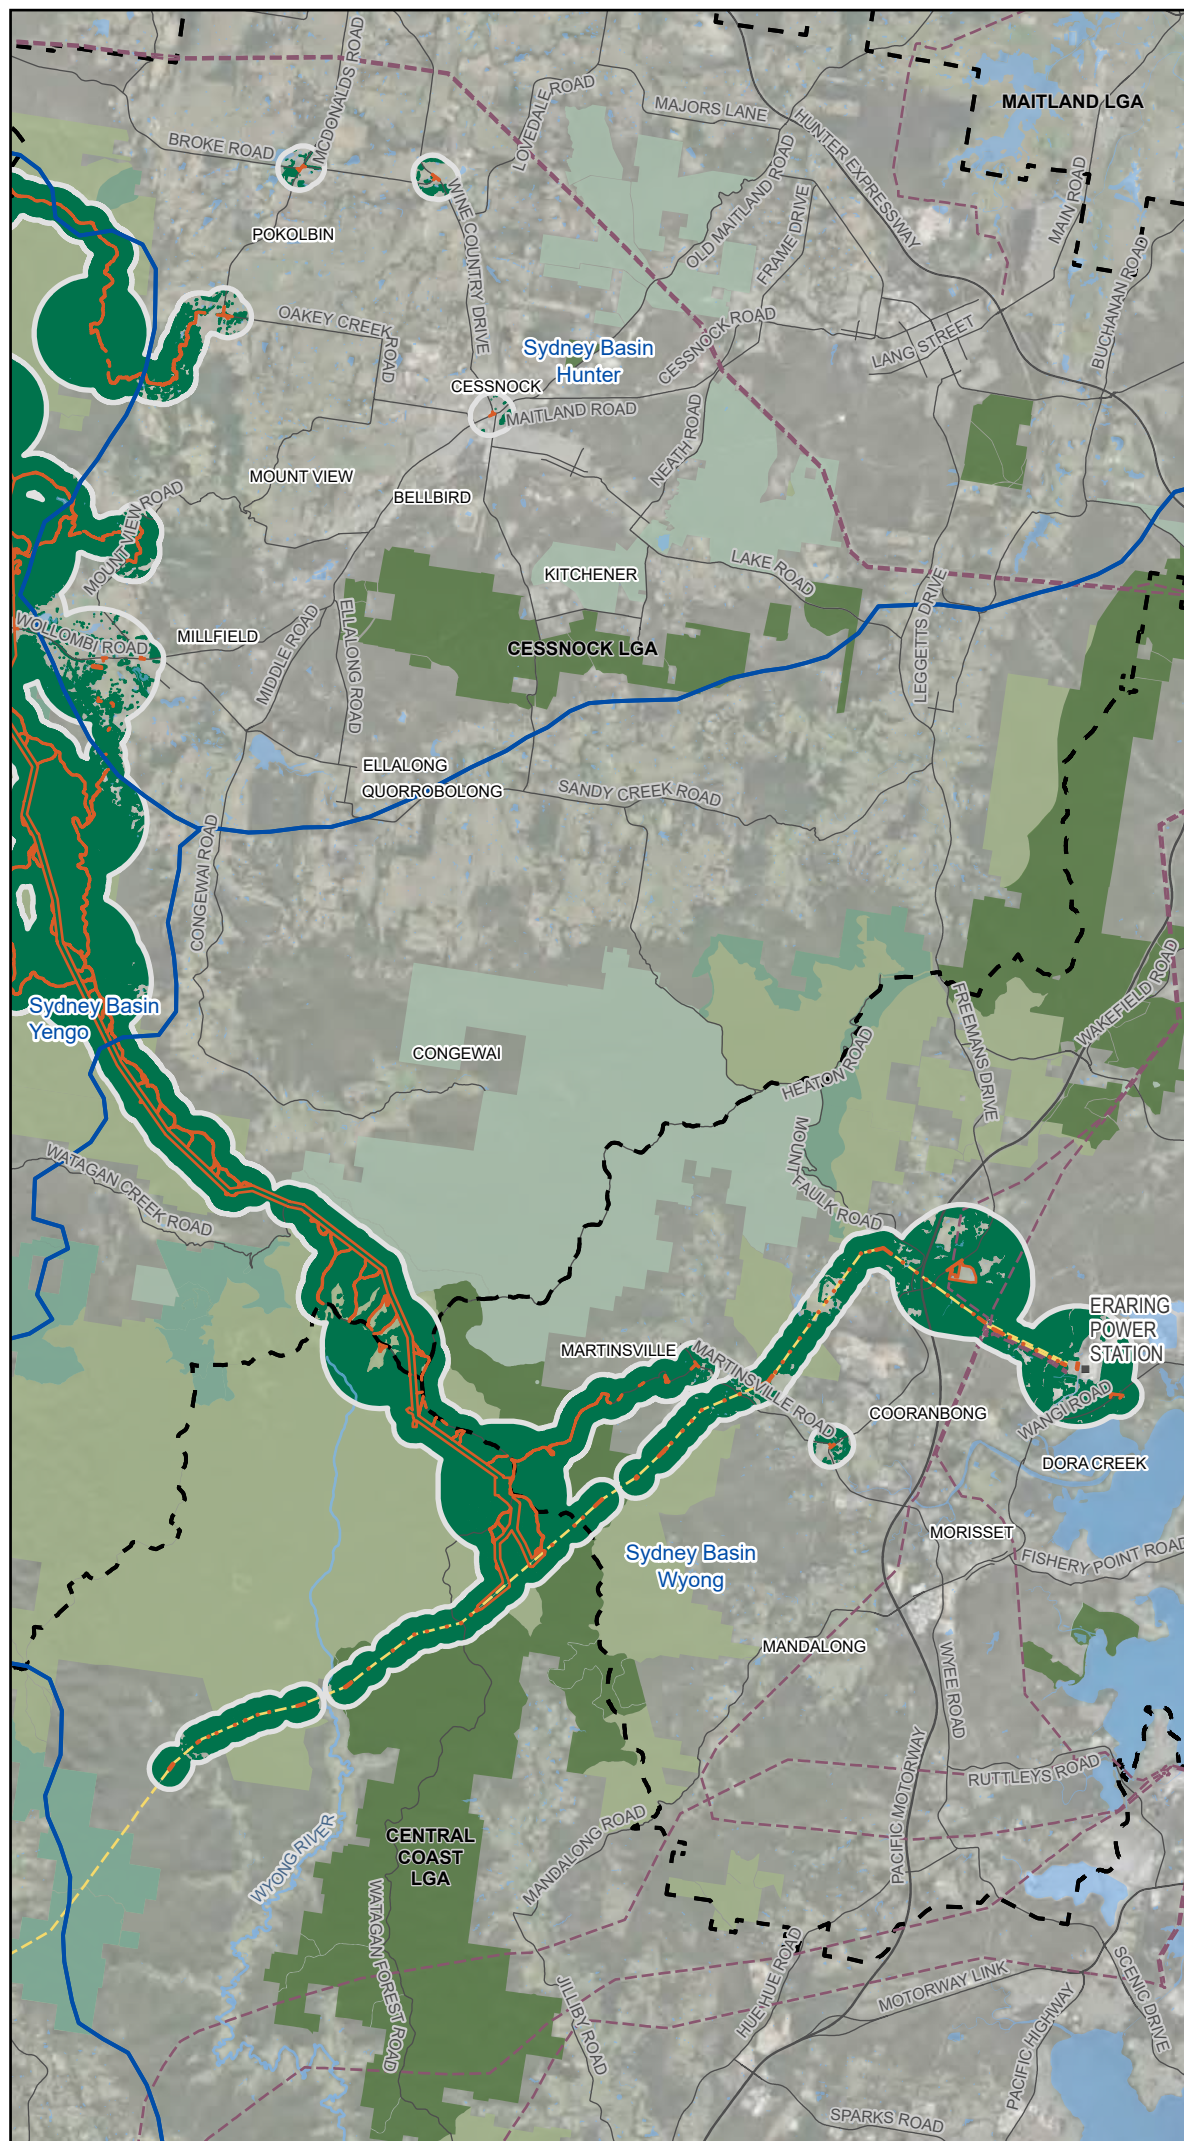 MAITLAND LGA
MCDONALDS ROAD
LOVEDALE ROAD
MAJORS LANE
BROKE ROAD
HUNTER EXPRESSWAY
OLD MAITLAND ROAD
MAIN ROAD
WINE COUNTRY DRIVE
FRAME DRIVE
POKOLBIN
BUCHANAN ROAD
OAKEY CREEK
ROAD
CESSNOCK ROAD
LANG STREET
Sydney Basin
Hunter
CESSNOCK
MAITLAND ROAD
NEATH ROAD
MOUNT VIEW
BELLBIRD
MOUNT VIEW ROAD
LAKE ROAD
KITCHENER
LEGGETTS DRIVE
WOLLOMBI ROAD
MILLFIELD
MIDDLE ROAD
ELLALONG ROAD
CESSNOCK LGA
ELLALONG
QUORROBOLONG
SANDY CREEK ROAD
CONGEWAI ROAD
Sydney Basin
Yengo
WAKEFIELD ROAD
FREEMANS DRIVE
CONGEWAI
HEATON ROAD
MOUNT
FAULK ROAD
WATAGAN CREEK ROAD
ERARING
POWER
STATION
MARTINSVILLE
MARTINSVILLE ROAD
WANGI ROAD
COORANBONG
DORA CREEK
MORISSET
FISHERY POINT ROAD
Sydney Basin
Wyong
MANDALONG
WYEE ROAD
RUTTLEYS ROAD
PACIFIC MOTORWAY
MANDALONG ROAD
CENTRAL
COAST
LGA
WYONG RIVER
WATAGAN FOREST ROAD
JILLIBY ROAD
HUE HUE ROAD
MOTORWAY LINK
SCENIC DRIVE
PACIFIC HIGHWAY
SPARKS ROAD